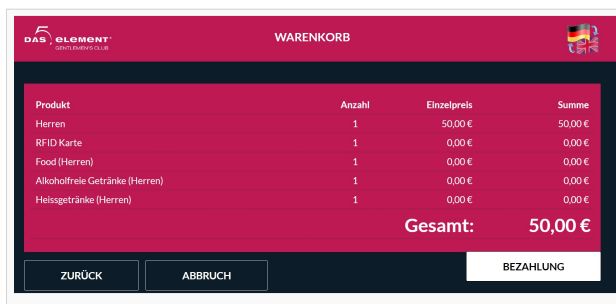 5
DAS ELEMENT
GENTLEMEN'S CLUB
WARENKORB
Produkt Anzahl Einzelpreis Summe
Herren 1 50,00 € 50,00 €
RFID Karte 1 0,00 € 0,00 €
Food (Herren) 1 0,00 € 0,00 €
Alkoholfreie Getränke (Herren) 1 0,00 € 0,00 €
Heissgetränke (Herren) 1 0,00 € 0,00 €
Gesamt: 50,00 €
ZURÜCK ABBRUCH BEZAHLUNG